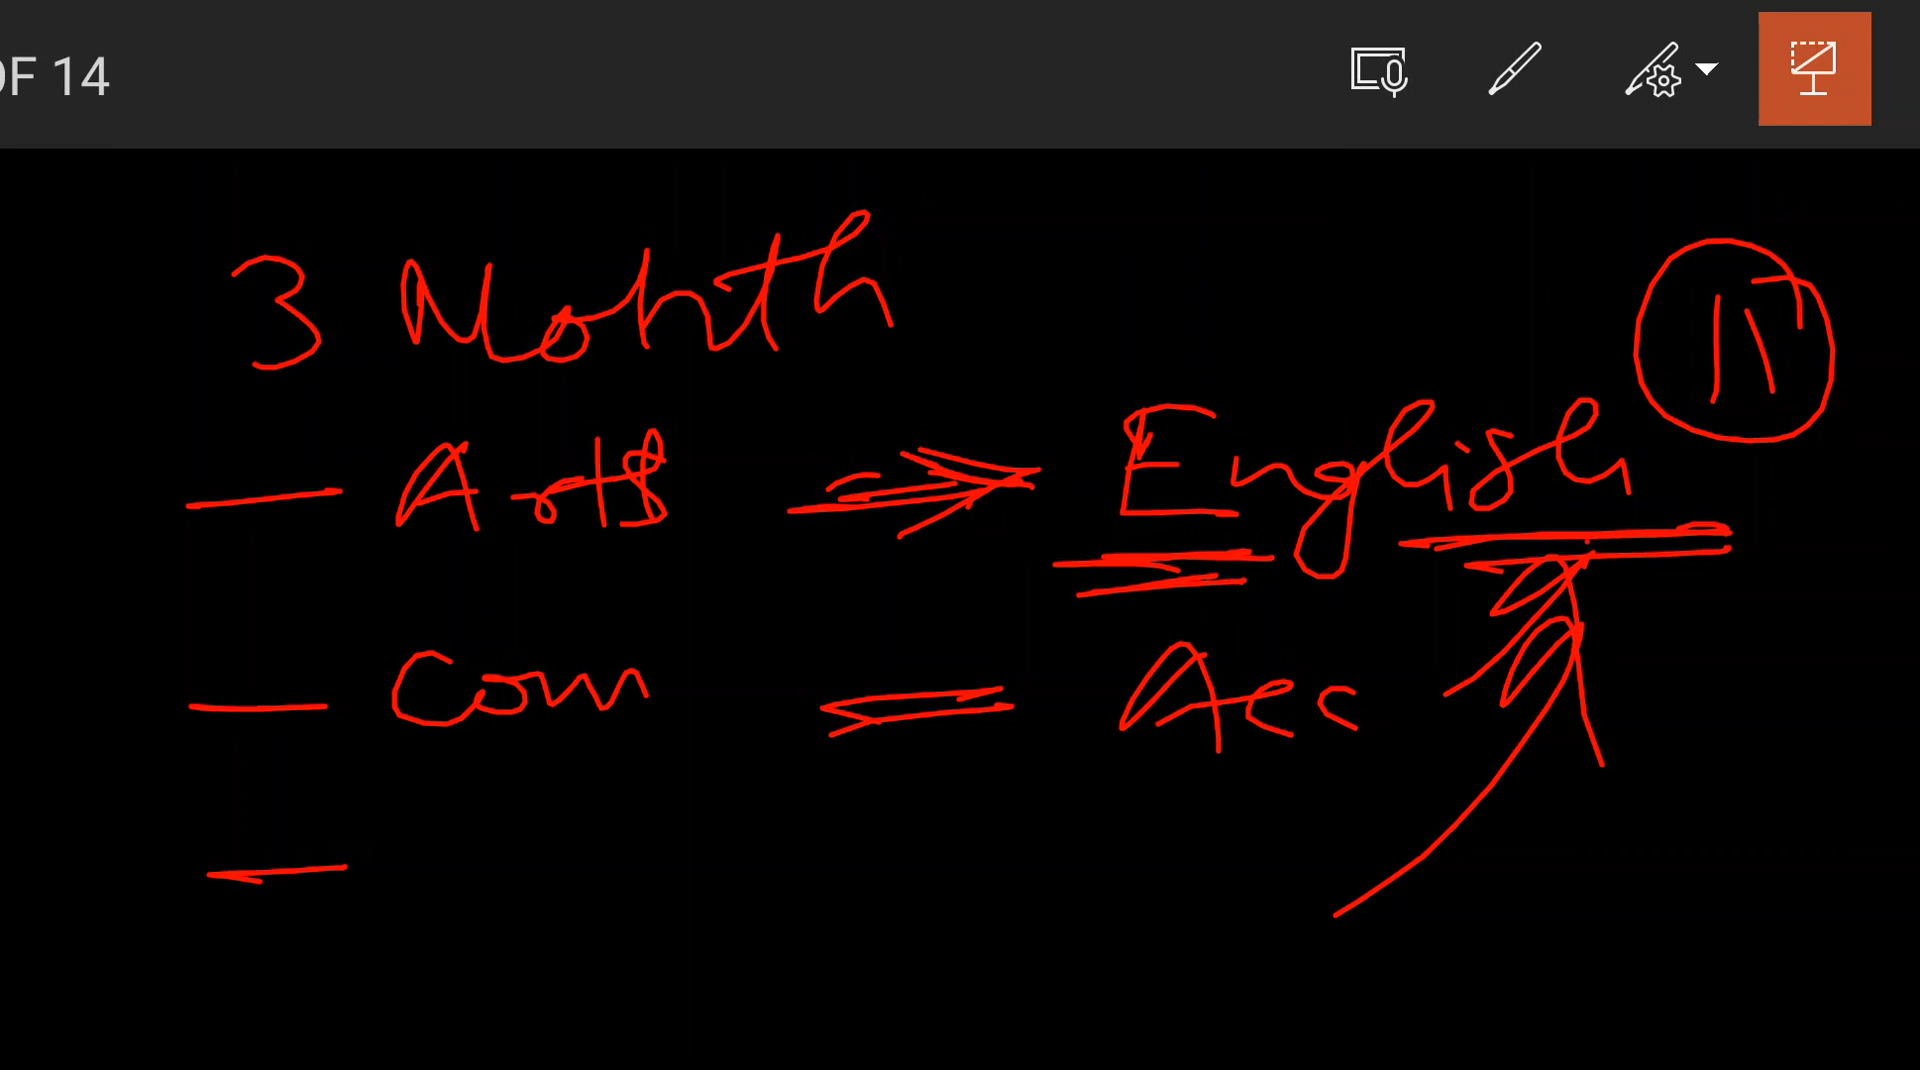 OF 14
3 Month
- Arts ⇒ English
- Com = Acc
-